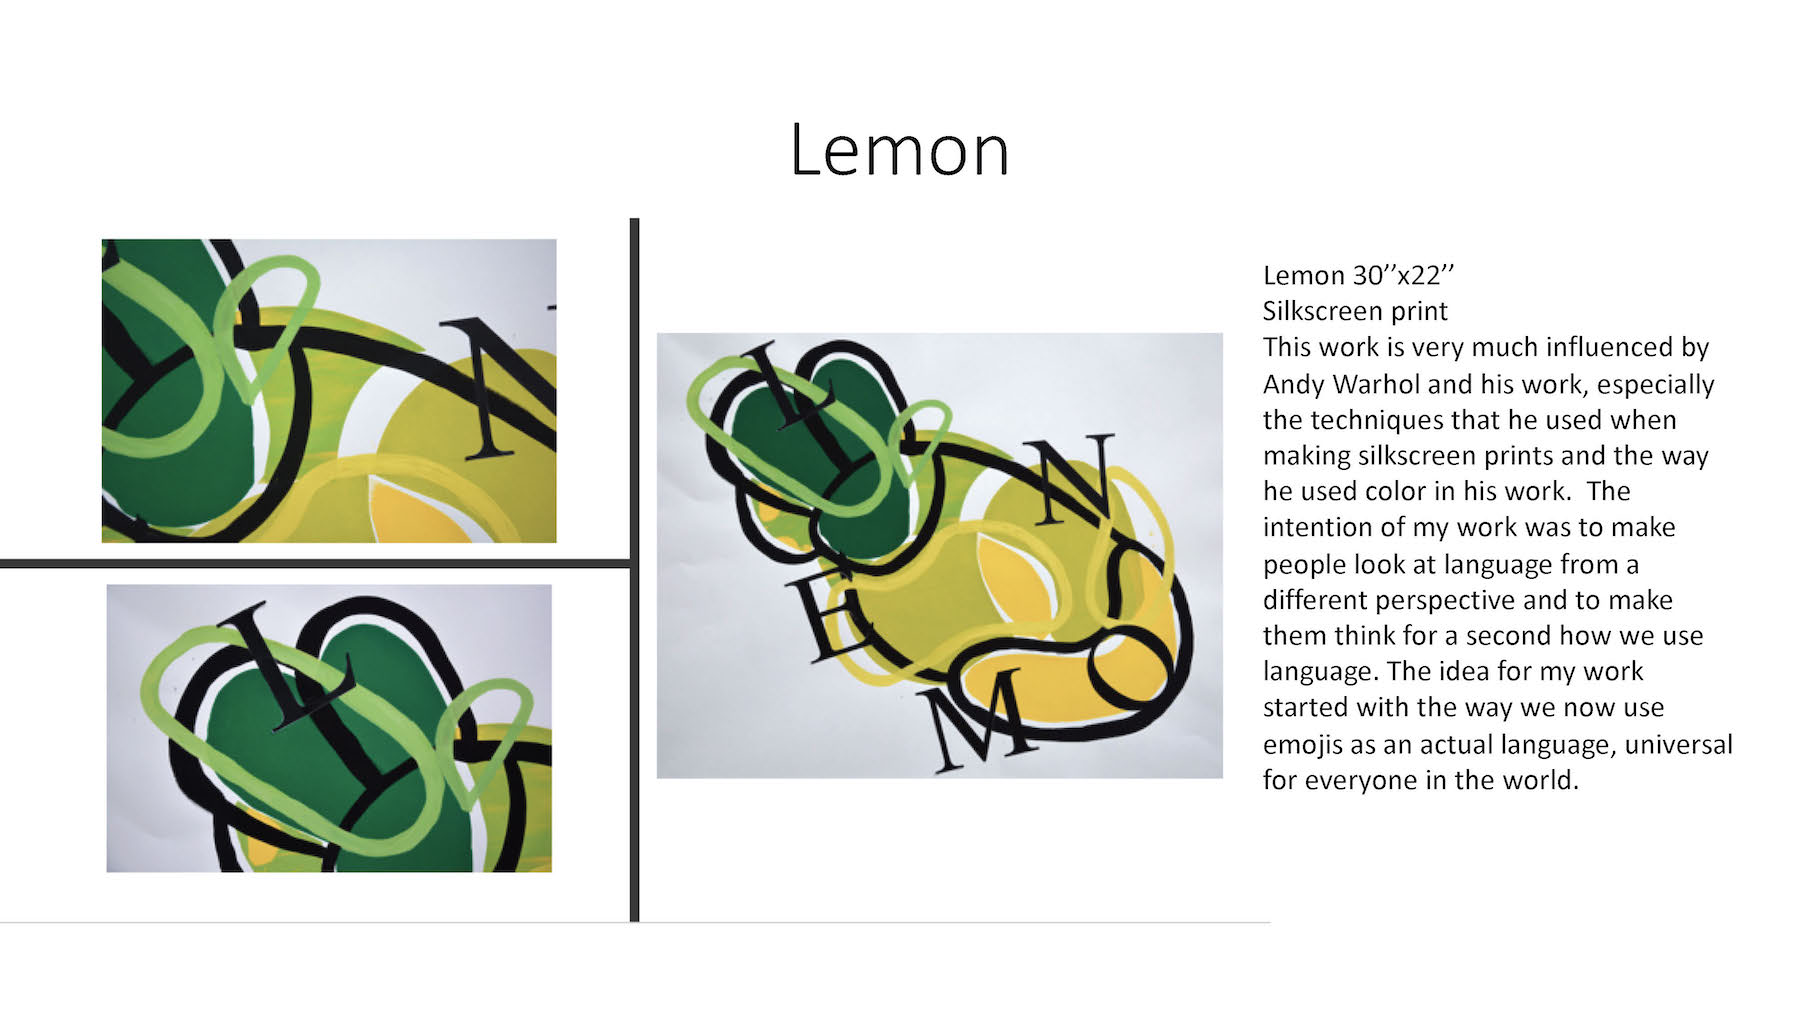 Lemon
L
N
E
M
O
N
L
Lemon 30’’x22’’
Silkscreen print
This work is very much influenced by
Andy Warhol and his work, especially
the techniques that he used when
making silkscreen prints and the way
he used color in his work.  The
intention of my work was to make
people look at language from a
different perspective and to make
them think for a second how we use
language. The idea for my work
started with the way we now use
emojis as an actual language, universal
for everyone in the world.